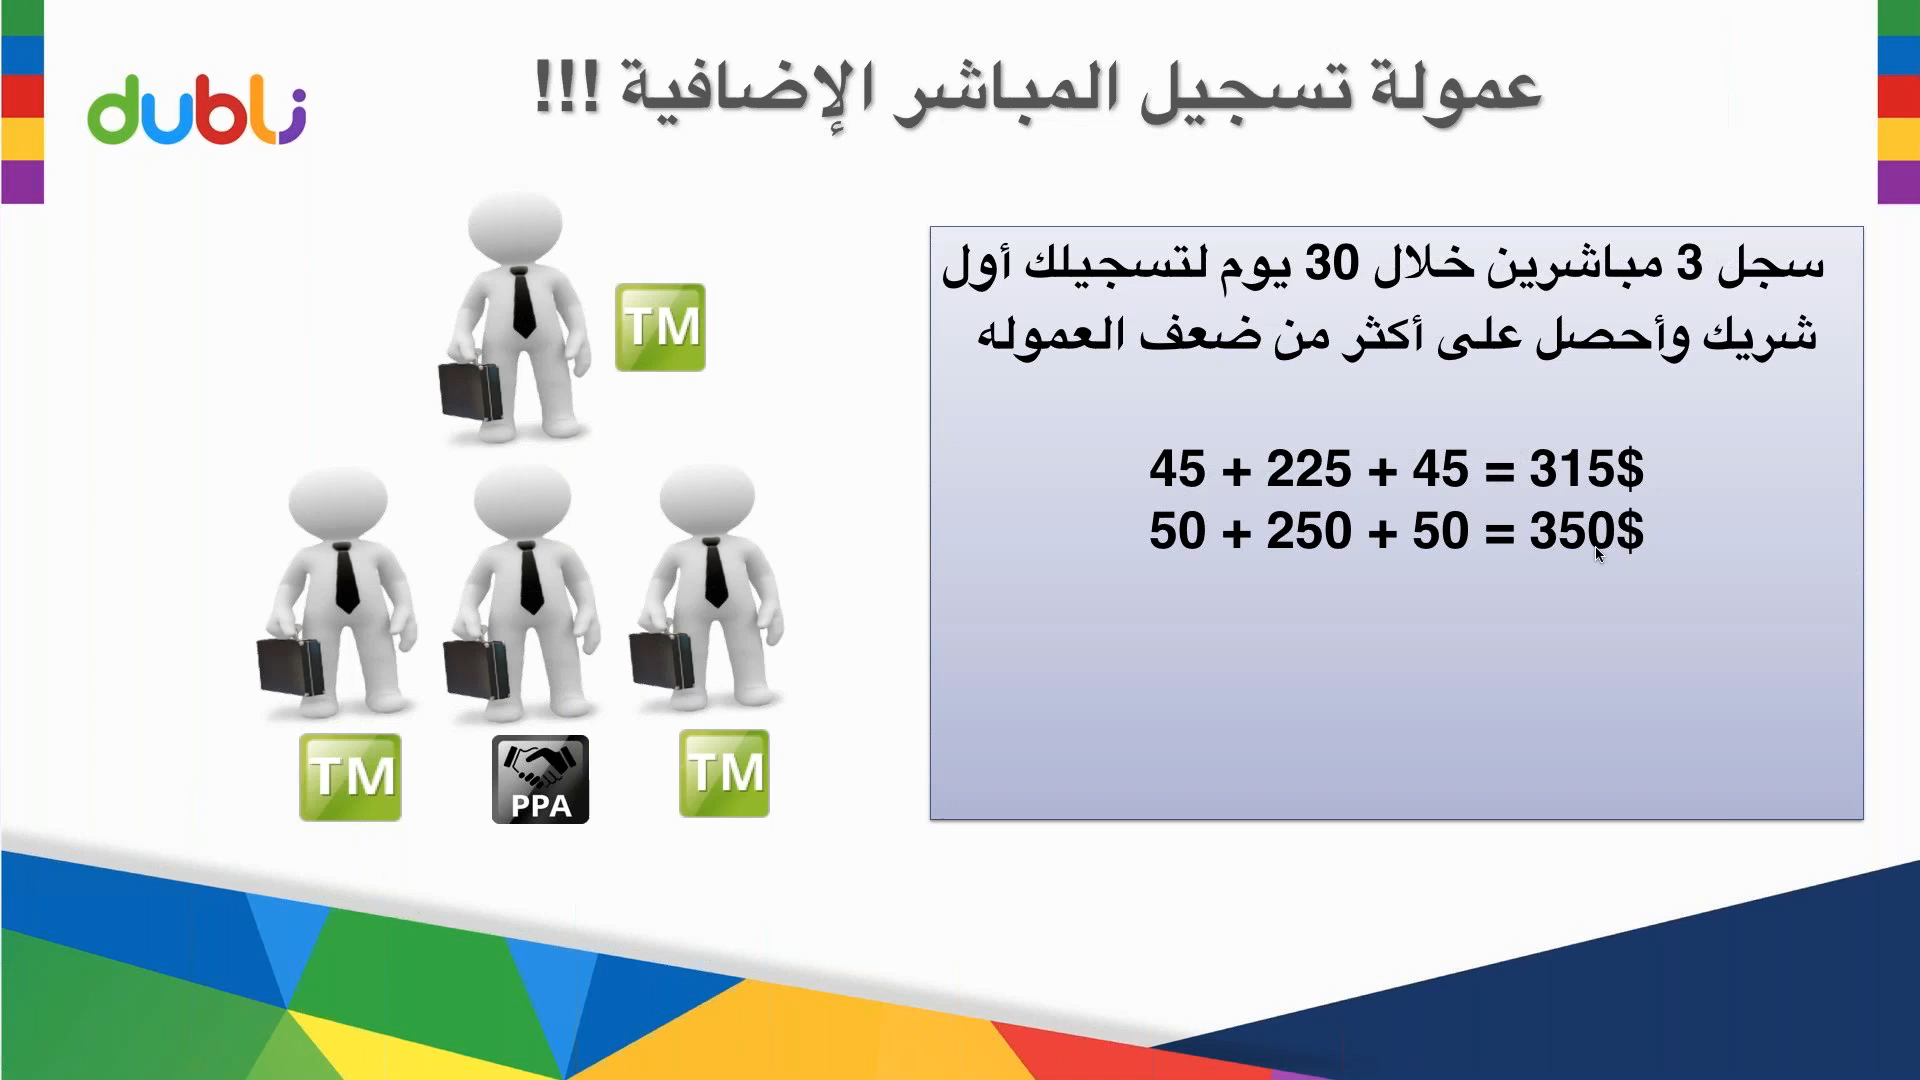 dubli
عمولة تسجيل المباشر الإضافية !!!
سجل 3 مباشرين خلال 30 يوم لتسجيلك أول
شريك وأحصل على أكثر من ضعف العموله
45 + 225 + 45 = 315$
50 + 250 + 50 = 350$
TM
TM
PPA
TM